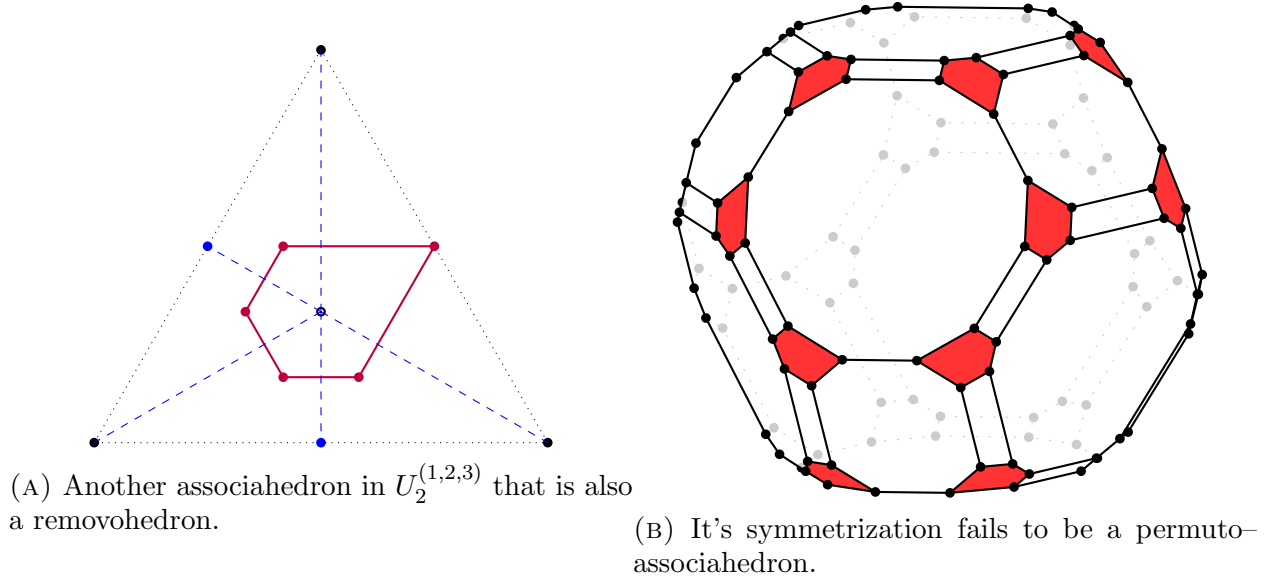 (A) Another associahedron in $U_2^{(1,2,3)}$ that is also
a removohedron.
(B) It's symmetrization fails to be a permuto–
associahedron.